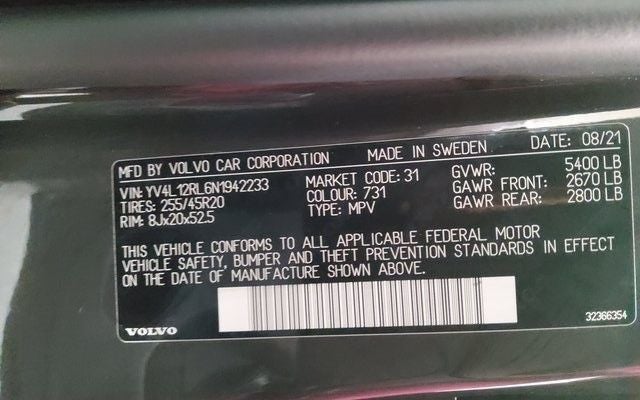 MFD BY VOLVO CAR CORPORATION MADE IN SWEDEN DATE: 08/21
VIN: YV4L12RL6N1942233 MARKET CODE: 31 GVWR: 5400 LB
TIRES: 255/45R20 COLOUR: 731 GAWR FRONT: 2670 LB
RIM: 8Jx20x52.5 TYPE: MPV GAWR REAR: 2800 LB
THIS VEHICLE CONFORMS TO ALL APPLICABLE FEDERAL MOTOR
VEHICLE SAFETY, BUMPER AND THEFT PREVENTION STANDARDS IN EFFECT
ON THE DATE OF MANUFACTURE SHOWN ABOVE.
VOLVO 32366354